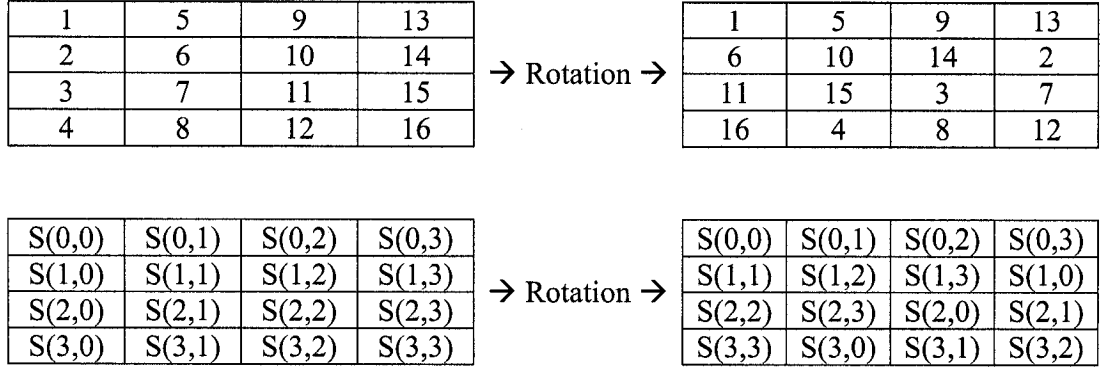 1 5 9 13 1 5 9 13
2 6 10 14 6 10 14 2
→ Rotation →
3 7 11 15 11 15 3 7
4 8 12 16 16 4 8 12
S(0,0) S(0,1) S(0,2) S(0,3) S(0,0) S(0,1) S(0,2) S(0,3)
S(1,0) S(1,1) S(1,2) S(1,3) S(1,1) S(1,2) S(1,3) S(1,0)
→ Rotation →
S(2,0) S(2,1) S(2,2) S(2,3) S(2,2) S(2,3) S(2,0) S(2,1)
S(3,0) S(3,1) S(3,2) S(3,3) S(3,3) S(3,0) S(3,1) S(3,2)